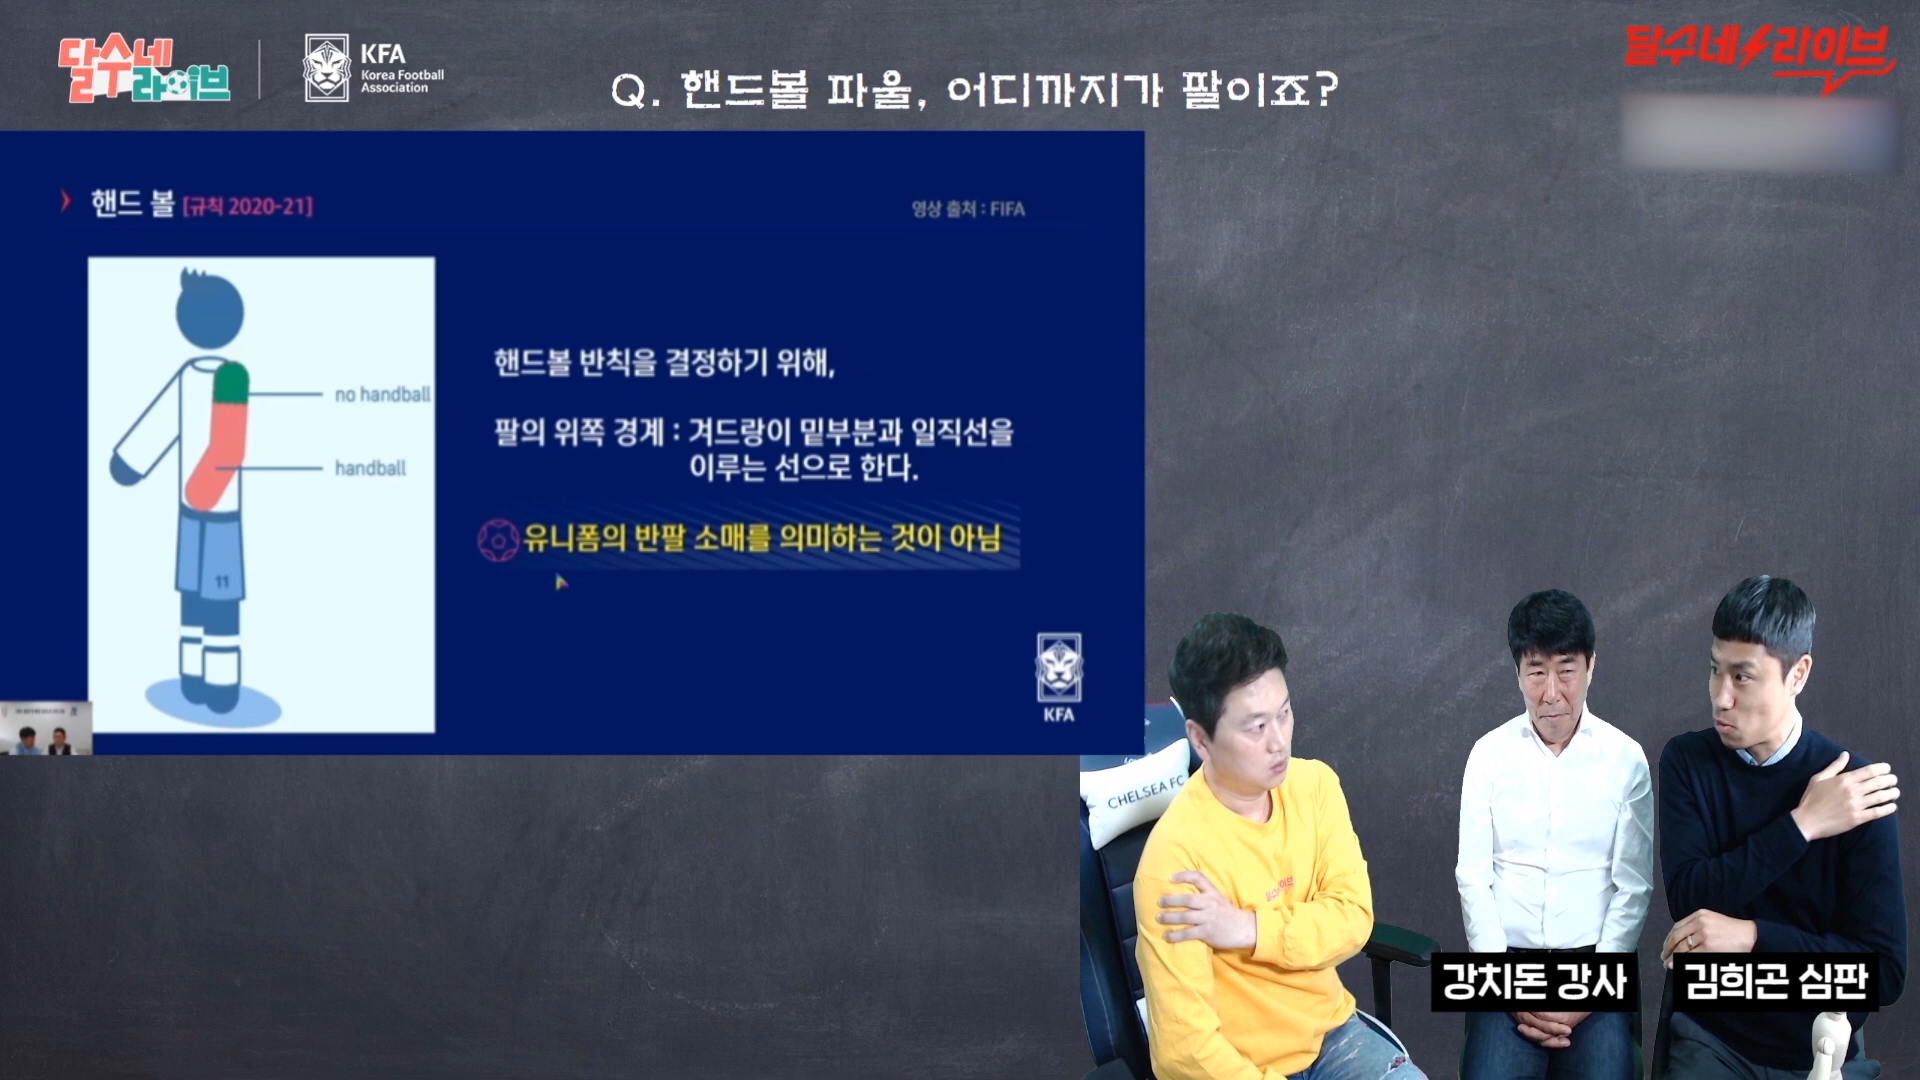 달수네
라이브
KFA
Korea Football
Association
Q. 핸드볼 파울, 어디까지가 팔이죠?
달수네라이브
핸드 볼 [규칙 2020-21]
영상 출처 : FIFA
no handball
handball
11
핸드볼 반칙을 결정하기 위해,
팔의 위쪽 경계 : 겨드랑이 밑부분과 일직선을
이루는 선으로 한다.
유니폼의 반팔 소매를 의미하는 것이 아님
KFA
CHELSEA FC
강치돈 강사
김희곤 심판